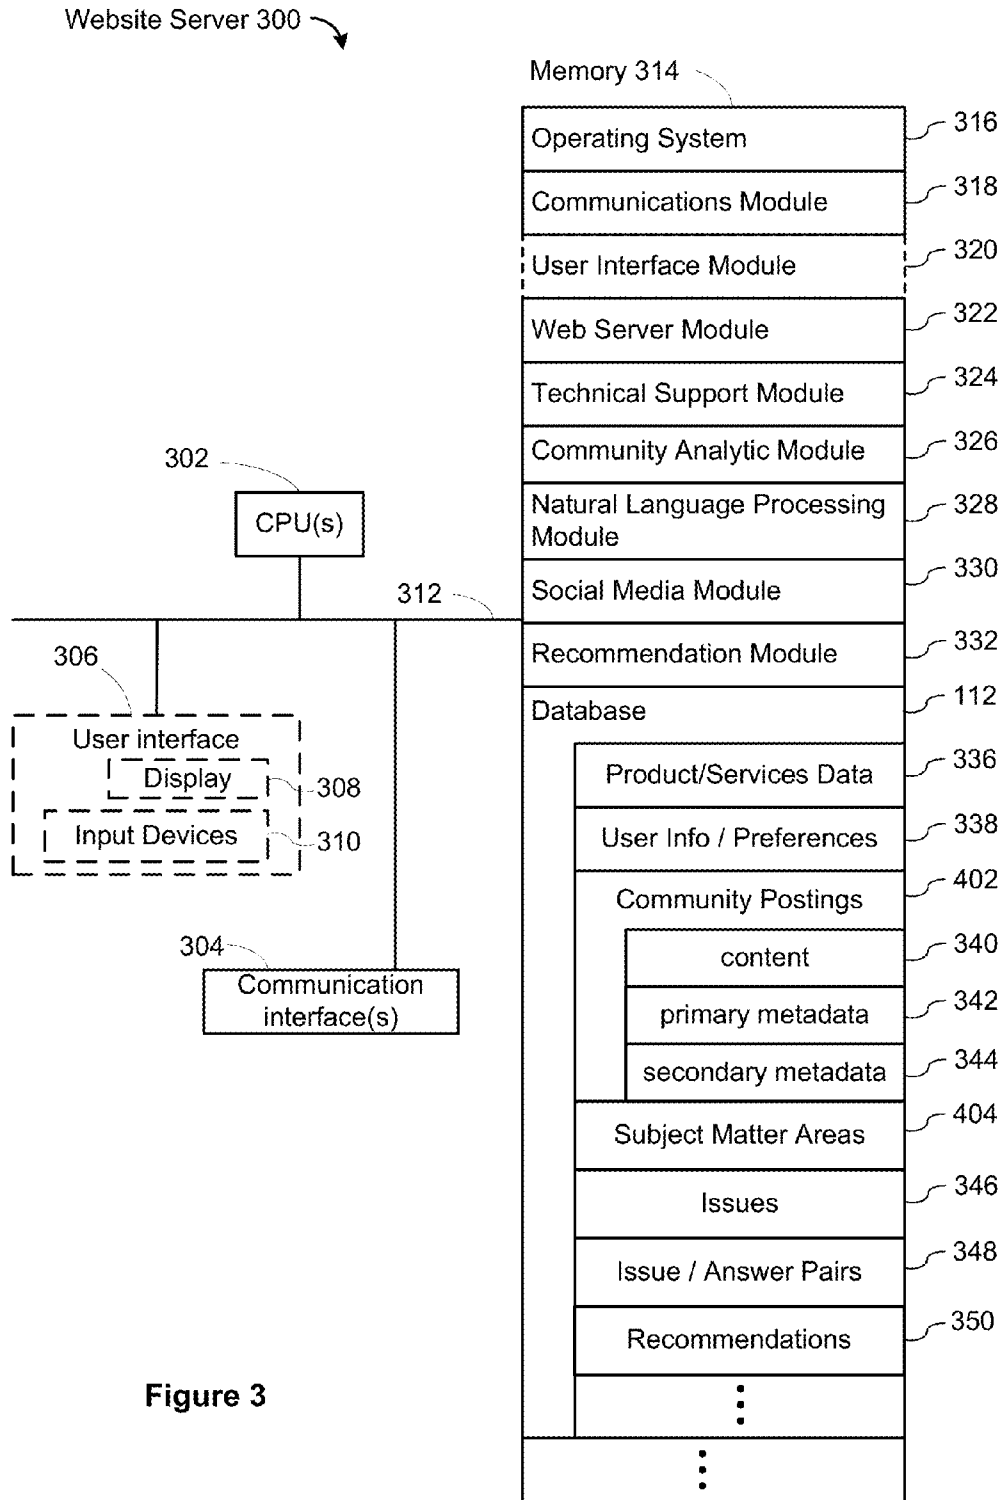 Website Server 300
Memory 314
Operating System
316
Communications Module
318
User Interface Module
320
Web Server Module
322
Technical Support Module
324
Community Analytic Module
326
Natural Language Processing
Module
328
Social Media Module
330
Recommendation Module
332
Database
112
Product/Services Data
336
User Info / Preferences
338
Community Postings
402
content
340
primary metadata
342
secondary metadata
344
Subject Matter Areas
404
Issues
346
Issue / Answer Pairs
348
Recommendations
350
302
CPU(s)
312
306
User interface
Display
308
Input Devices
310
304
Communication
interface(s)
Figure 3